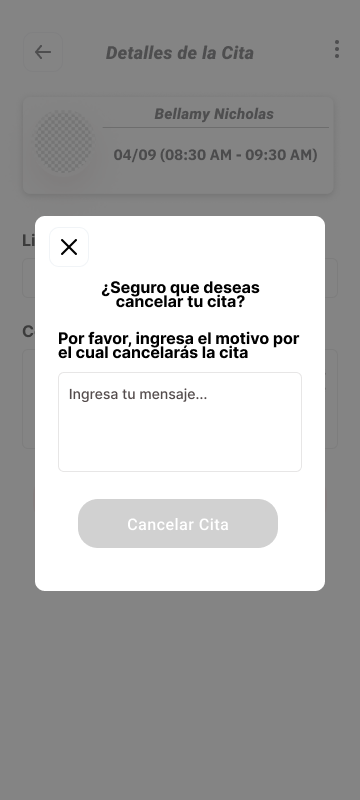 Detalles de la Cita
Bellamy Nicholas
04/09 (08:30 AM - 09:30 AM)
Li
¿Seguro que deseas
cancelar tu cita?
C
Por favor, ingresa el motivo por
el cual cancelarás la cita
Ingresa tu mensaje...
Cancelar Cita